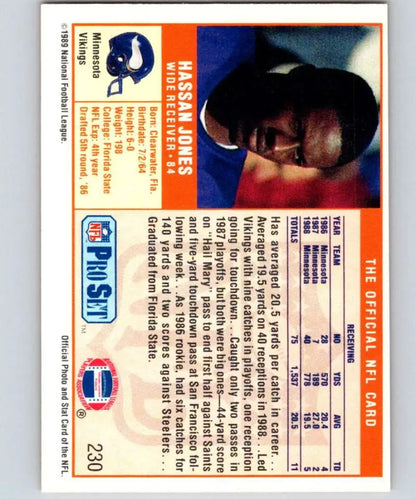 THE OFFICIAL NFL CARD
RECEIVING
YEAR TEAM NO YDS AVG TD
1986 Minnesota 28 570 20.4 4
1987 Minnesota 7 189 27.0 2
1988 Minnesota 40 778 19.4 5
TOTALS 75 1,537 20.5 11
Has averaged 20.5 yards per catch in career...
Averaged 19.5 yards on 40 receptions in 1988...Led
Vikings with nine catches in playoffs, one reception
going for touchdown...Caught only two passes in
1987 playoffs, but both were big ones—44-yard score
on "Hail Mary" pass to end first half against Saints
and five-yard touchdown pass at San Francisco fol-
lowing week...As 1986 rookie, had six catches for
140 yards and two scores against Steelers...
Graduated from Florida State.
HASSAN JONES
WIDE RECEIVER • 84
Born: Clearwater, Fla.
Birthdate: 7/2/64
Height: 6-0
Weight: 198
College: Florida State
NFL Exp: 4th year
Drafted 5th round, '86
Minnesota
Vikings
NFL
PRO SET
TM
®
230
©1989 National Football League.
Official Photo and Stat Card of the NFL.